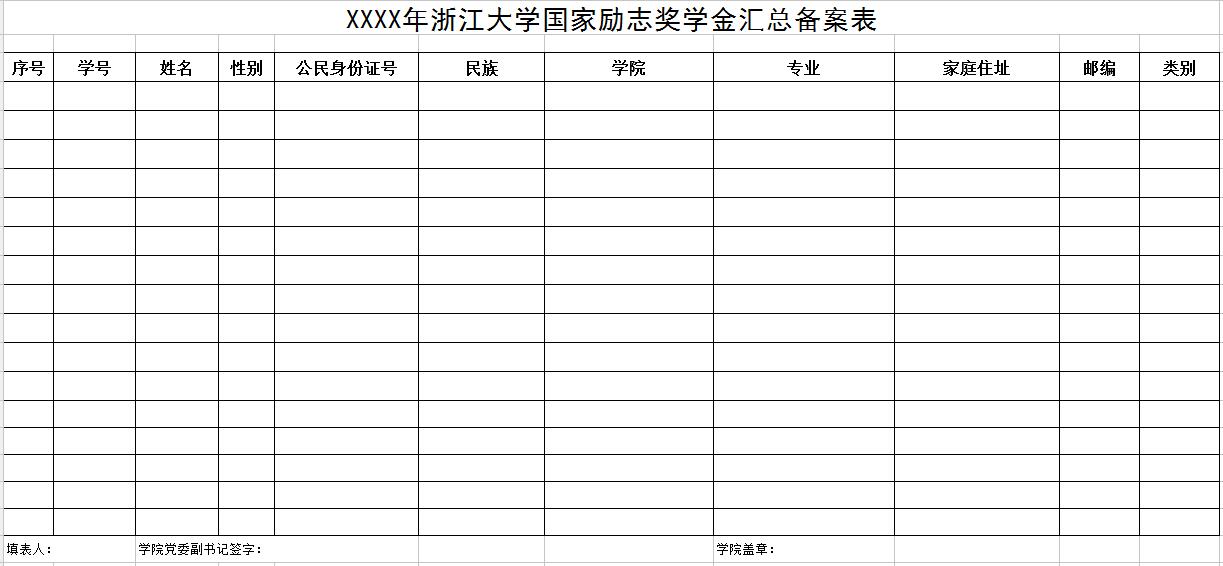 XXXX年浙江大学国家励志奖学金汇总备案表
序号 学号 姓名 性别 公民身份证号 民族 学院 专业 家庭住址 邮编 类别
填表人: 学院党委副书记签字: 学院盖章: